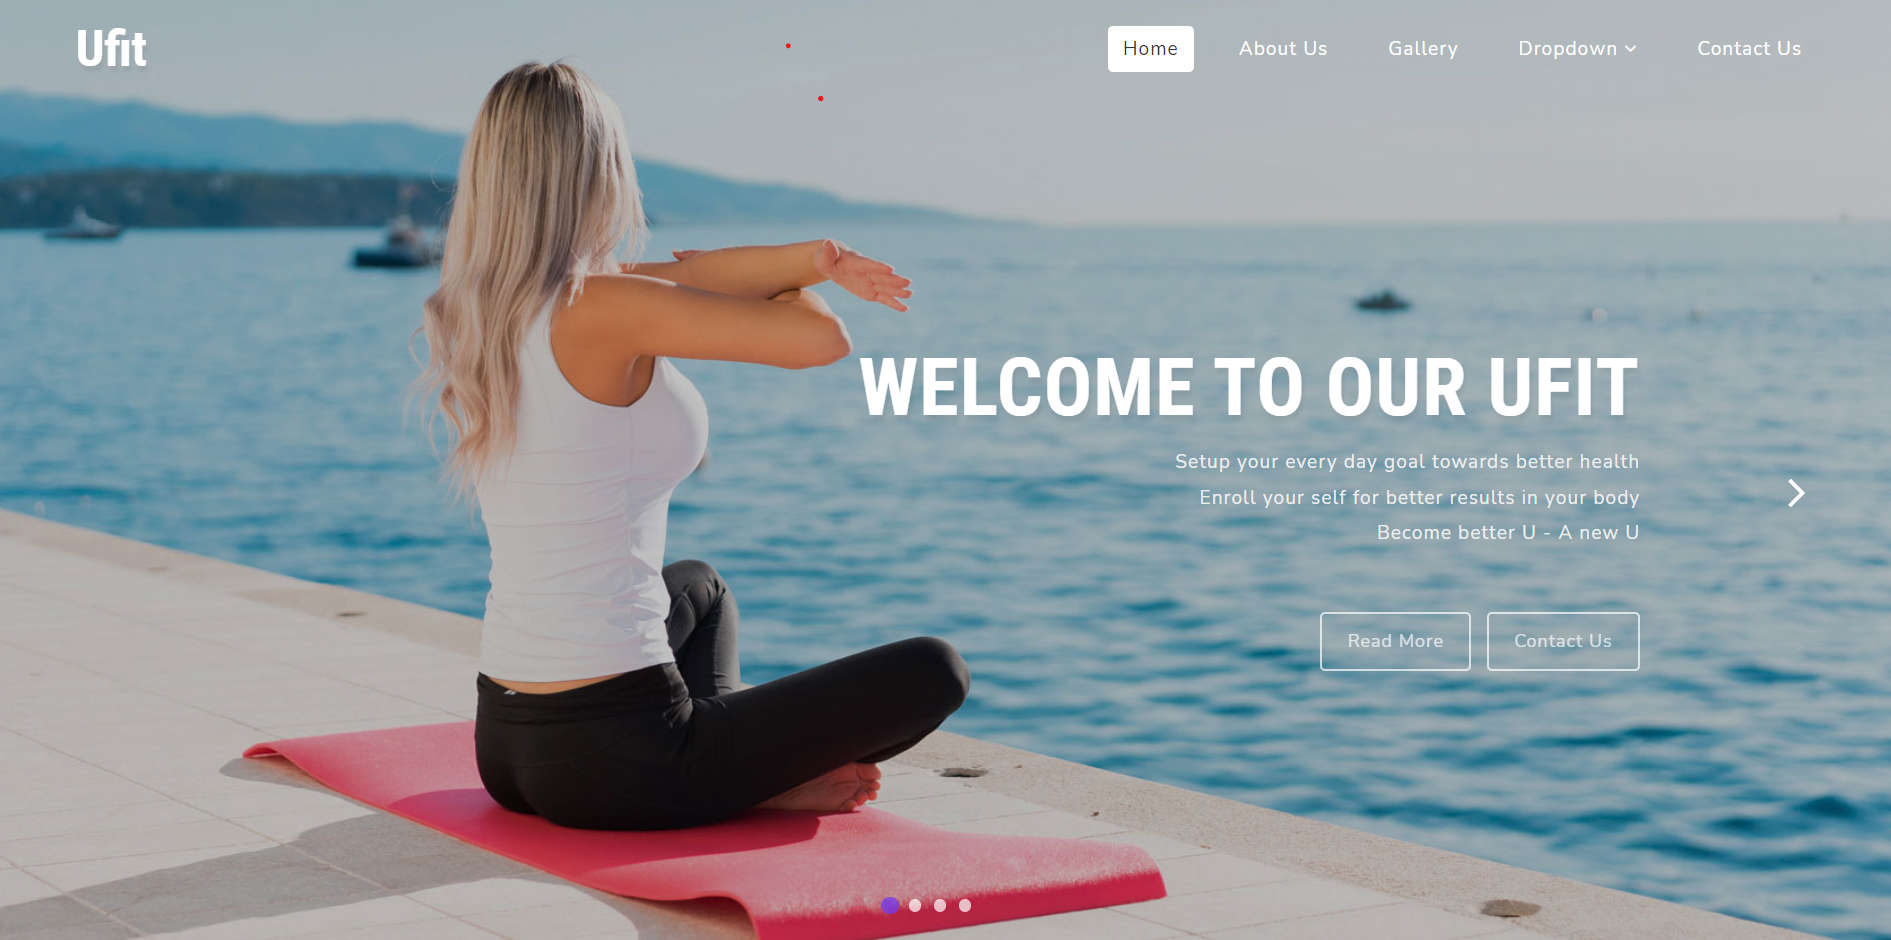 Ufit
Home
About Us
Gallery
Dropdown
Contact Us
WELCOME TO OUR UFIT
Setup your every day goal towards better health
Enroll your self for better results in your body
Become better U - A new U
Read More
Contact Us